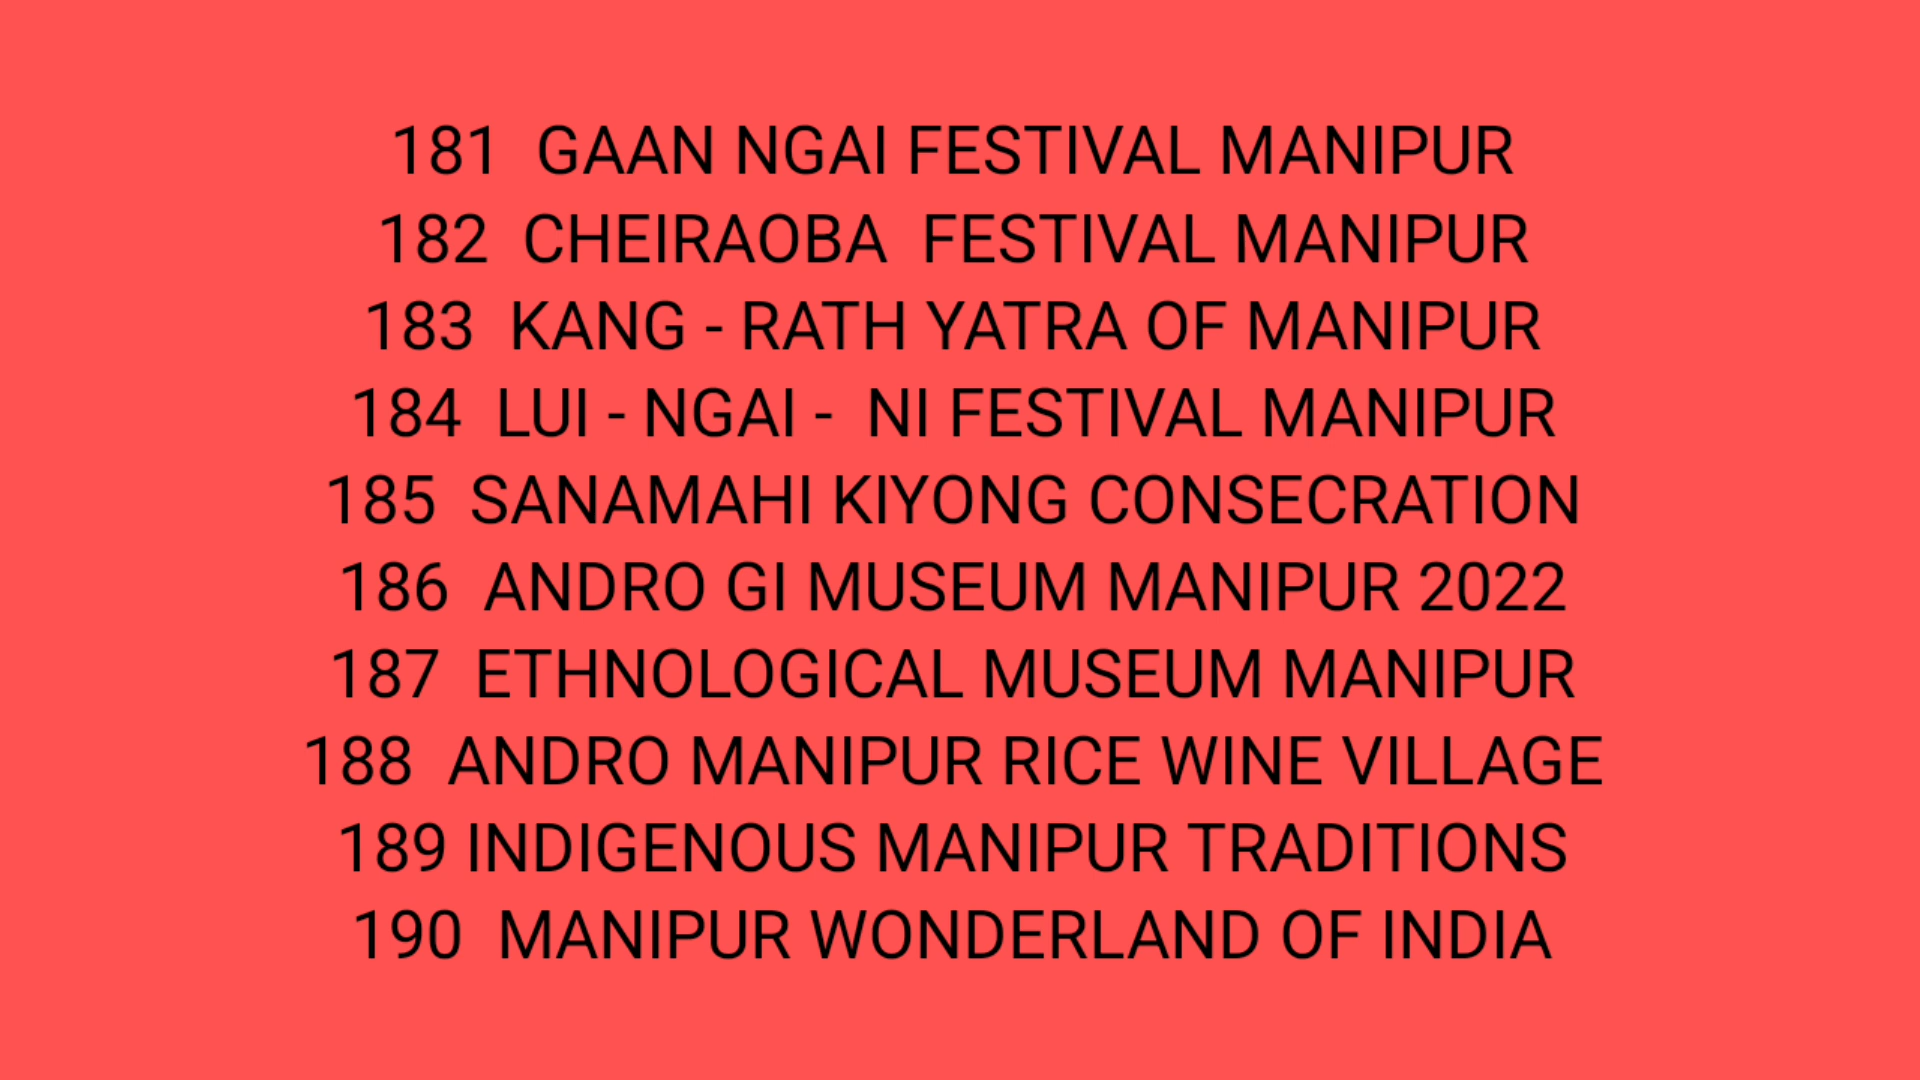 181  GAAN NGAI FESTIVAL MANIPUR
182  CHEIRAOBA  FESTIVAL MANIPUR
183  KANG - RATH YATRA OF MANIPUR
184  LUI - NGAI -  NI FESTIVAL MANIPUR
185  SANAMAHI KIYONG CONSECRATION
186  ANDRO GI MUSEUM MANIPUR 2022
187  ETHNOLOGICAL MUSEUM MANIPUR
188  ANDRO MANIPUR RICE WINE VILLAGE
189 INDIGENOUS MANIPUR TRADITIONS
190  MANIPUR WONDERLAND OF INDIA